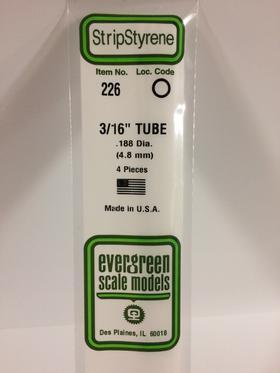 StripStyrene
Item No. Loc. Code
226
3/16" TUBE
.188 Dia.
(4.8 mm)
4 Pieces
Made in U.S.A.
evergreen
scale models
Des Plaines, IL 60018